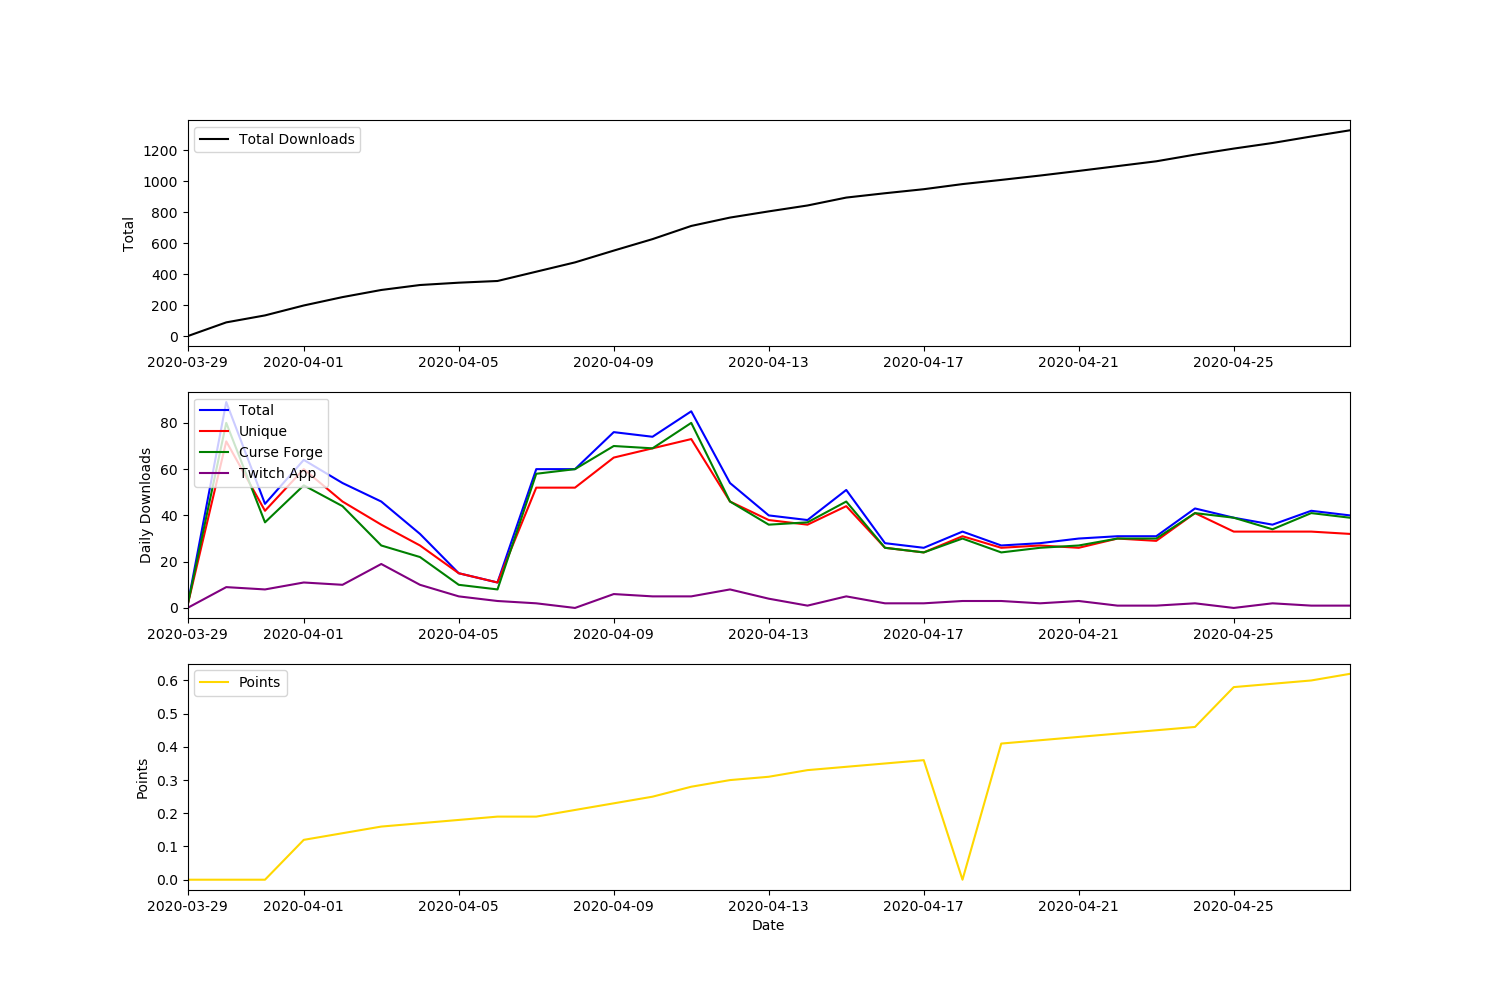 Total Downloads
1200
1000
800
600
400
200
0
Total
2020-03-29 2020-04-01 2020-04-05 2020-04-09 2020-04-13 2020-04-17 2020-04-21 2020-04-25
Total
Unique
Curse Forge
Twitch App
80
60
40
20
0
Daily Downloads
2020-03-29 2020-04-01 2020-04-05 2020-04-09 2020-04-13 2020-04-17 2020-04-21 2020-04-25
Points
0.6
0.5
0.4
0.3
0.2
0.1
0.0
Points
2020-03-29 2020-04-01 2020-04-05 2020-04-09 2020-04-13 2020-04-17 2020-04-21 2020-04-25
Date